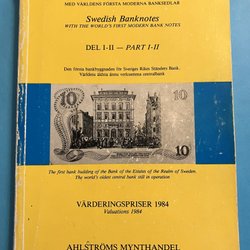 MED VÄRLDENS FÖRSTA MODERNA BANKSEDLAR
Swedish Banknotes
WITH THE WORLD'S FIRST MODERN BANK NOTES
DEL I-II — PART I-II
Den första bankbyggnaden för Sveriges Rikes Ständers Bank.
Världens äldsta ännu verksamma centralbank
10
10
The first bank building of the Bank of the Estates of the Realm of Sweden.
The world's oldest central bank still in operation
VÄRDERINGSPRISER 1984
Valuations 1984
AHLSTRÖMS MYNTHANDEL